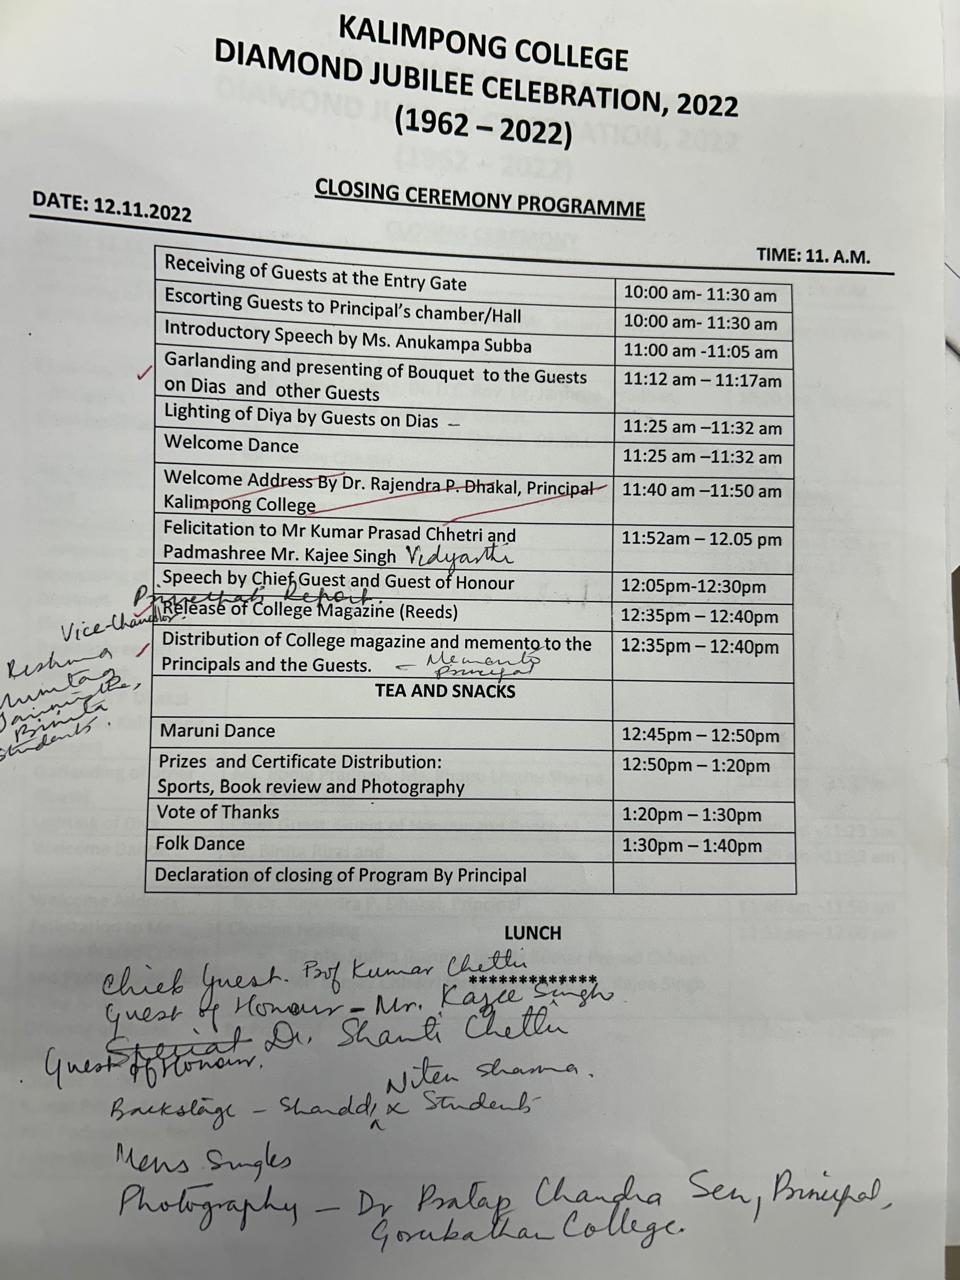 KALIMPONG COLLEGE
DIAMOND JUBILEE CELEBRATION, 2022
(1962 – 2022)
CLOSING CEREMONY PROGRAMME
DATE: 12.11.2022
TIME: 11. A.M.
Receiving of Guests at the Entry Gate 10:00 am- 11:30 am
Escorting Guests to Principal's chamber/Hall 10:00 am- 11:30 am
Introductory Speech by Ms. Anukampa Subba 11:00 am -11:05 am
Garlanding and presenting of Bouquet to the Guests 11:12 am – 11:17am
on Dias and other Guests
Lighting of Diya by Guests on Dias – 11:25 am –11:32 am
Welcome Dance 11:25 am –11:32 am
Welcome Address By Dr. Rajendra P. Dhakal, Principal 11:40 am –11:50 am
Kalimpong College
Felicitation to Mr Kumar Prasad Chhetri and 11:52am – 12.05 pm
Padmashree Mr. Kajee Singh Vidyarthi
Speech by Chief Guest and Guest of Honour 12:05pm-12:30pm
Report.
Release of College Magazine (Reeds) 12:35pm – 12:40pm
Vice-Chancellor
Distribution of College magazine and memento to the 12:35pm – 12:40pm
Principals and the Guests. – Memento
Principal
Reshma
Binita
Students.
TEA AND SNACKS
Maruni Dance 12:45pm – 12:50pm
Prizes and Certificate Distribution: 12:50pm – 1:20pm
Sports, Book review and Photography
Vote of Thanks 1:20pm – 1:30pm
Folk Dance 1:30pm – 1:40pm
Declaration of closing of Program By Principal
LUNCH
*************
Chief Guest. Prof Kumar Chettri
Guest of Honour – Mr. Kajee Singh
Special Dr. Shanti Chettri
Guest of Honour.
Niten Sharma.
Backstage – & Students
Mens Singles
Photography – Dr Pratap Chandra Sen, Principal,
Gorubathan College.